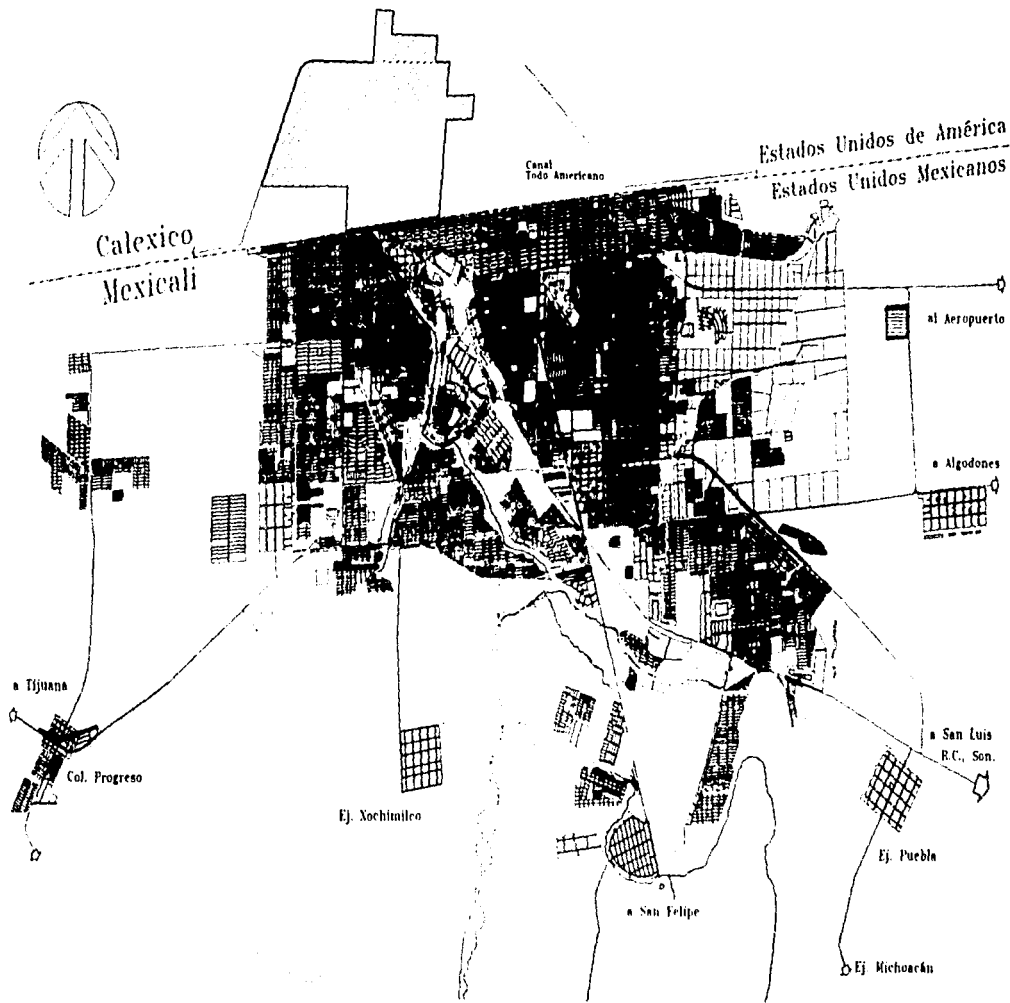 Estados Unidos de América
Canal
Todo Americano
Estados Unidos Mexicanos
Calexico
Mexicali
al Aeropuerto
a Algodones
a Tijuana
a San Luis
R.C., Son.
Col. Progreso
Ej. Xochimilco
Ej. Puebla
a San Felipe
Ej. Michoacán